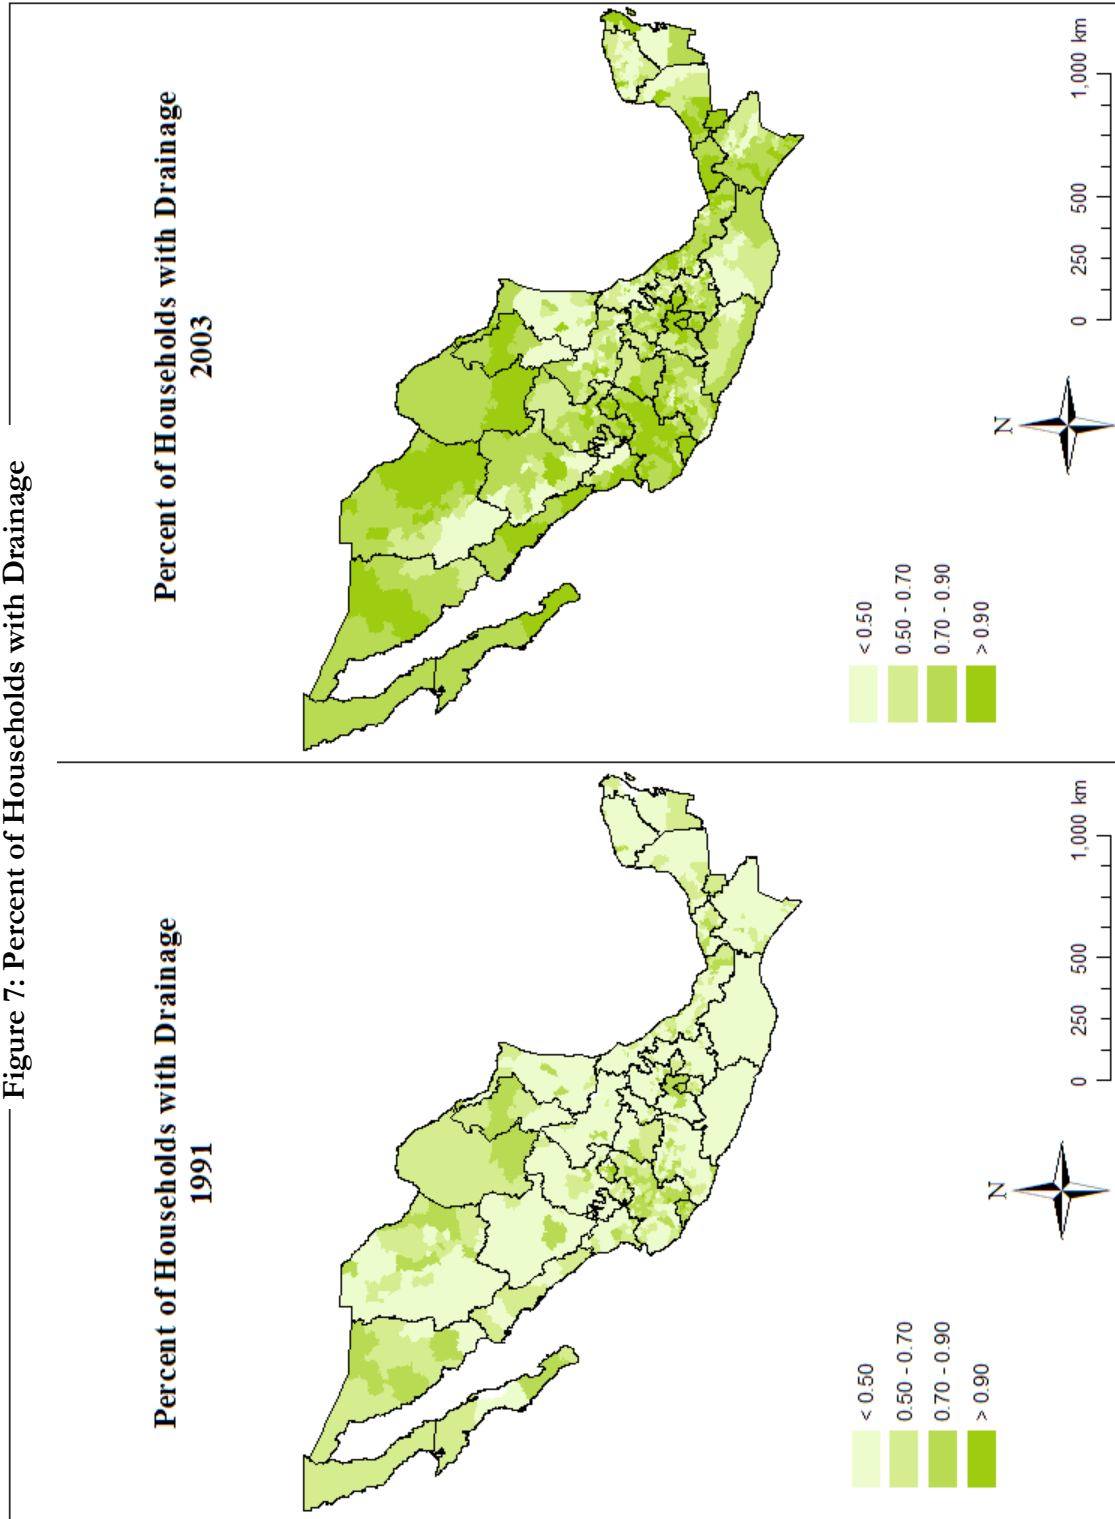 Figure 7: Percent of Households with Drainage
Percent of Households with Drainage
1991
< 0.50
0.50 - 0.70
0.70 - 0.90
> 0.90
N
0 250 500 1,000 km
Percent of Households with Drainage
2003
< 0.50
0.50 - 0.70
0.70 - 0.90
> 0.90
N
0 250 500 1,000 km